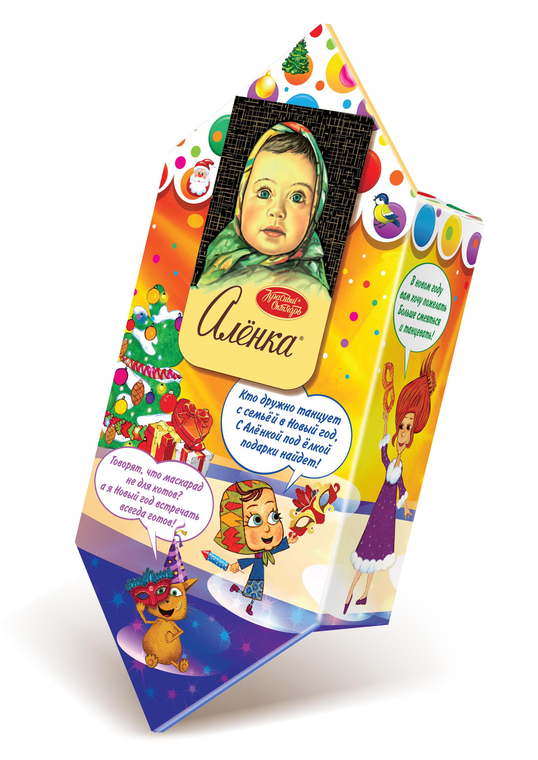 Красный
Октябрь
Алёнка®
В новом году
вам хочу пожелать
Больше смеяться
и танцевать!
Кто дружно танцует
с семьёй в Новый год,
С Алёнкой под ёлкой
подарки найдет!
Говорят, что маскарад
не для котов?
а я Новый год встречать
всегда готов!